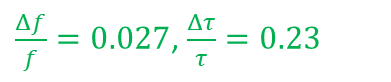 Δf/f = 0.027, Δτ/τ = 0.23